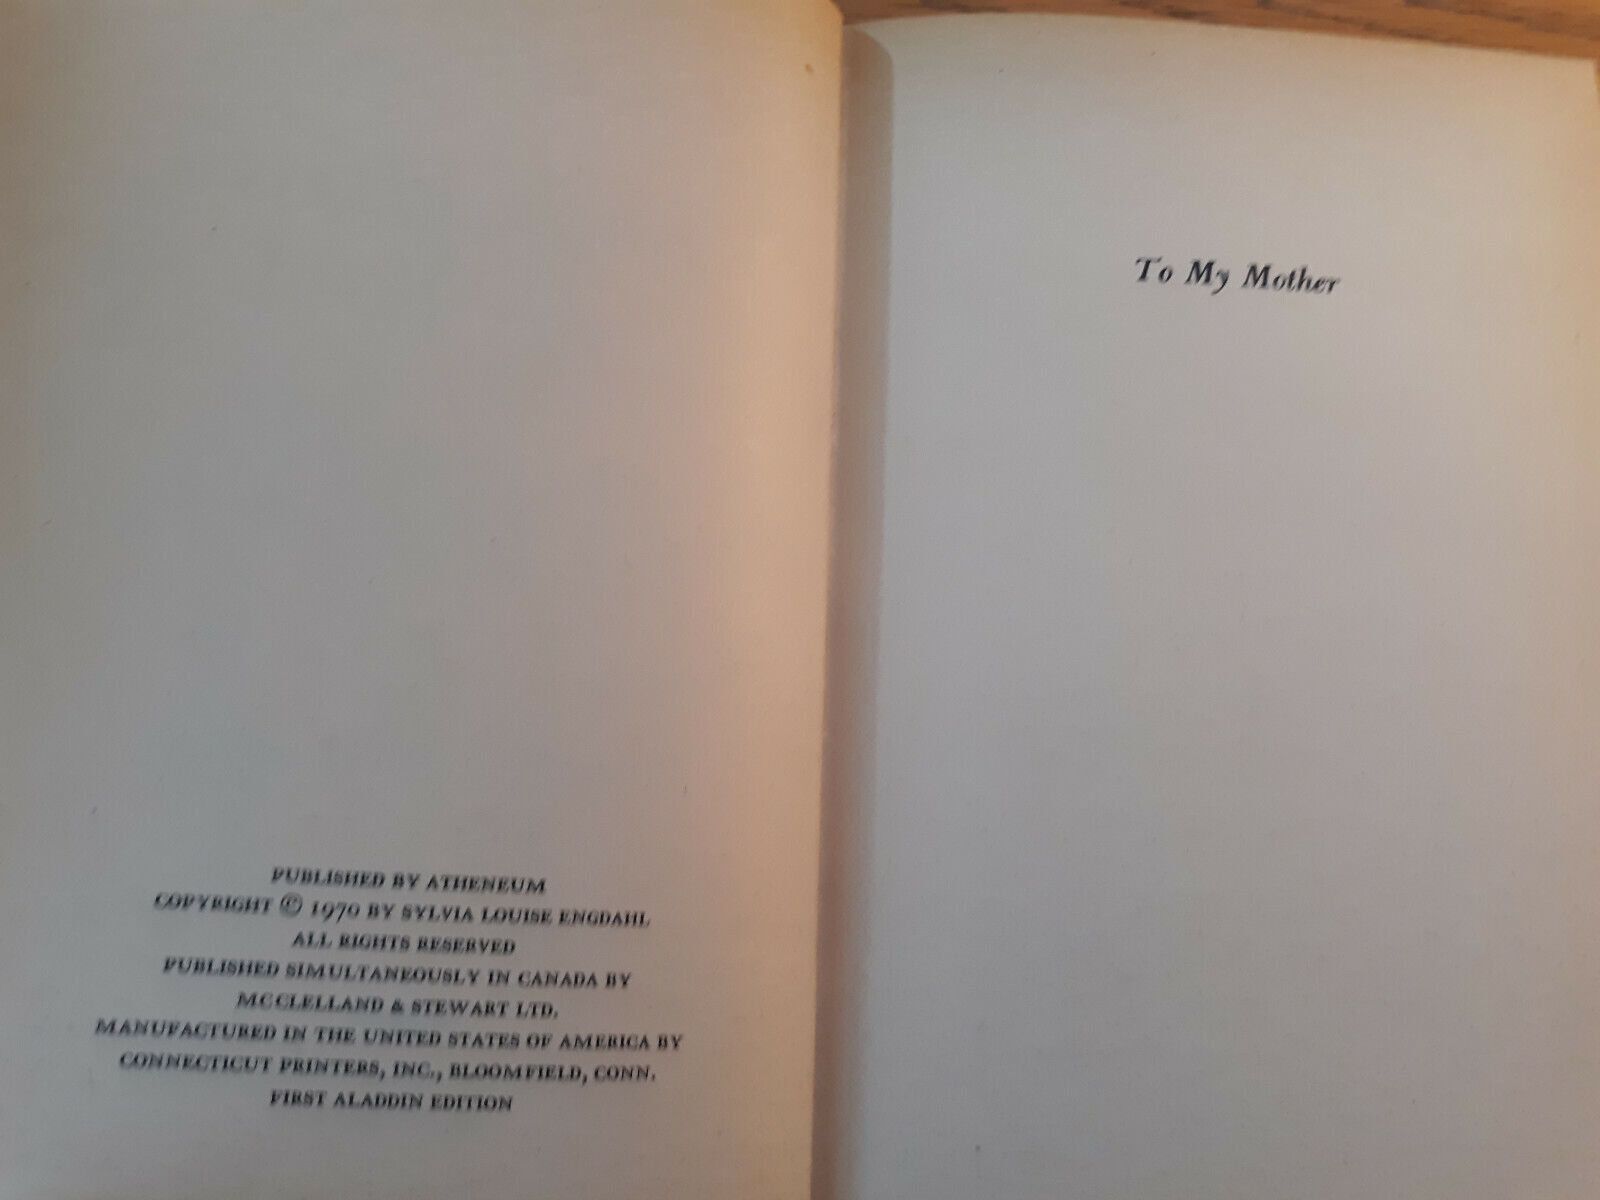 PUBLISHED BY ATHENEUM
COPYRIGHT © 1970 BY SYLVIA LOUISE ENGDAHL
ALL RIGHTS RESERVED
PUBLISHED SIMULTANEOUSLY IN CANADA BY
MCCLELLAND & STEWART LTD.
MANUFACTURED IN THE UNITED STATES OF AMERICA BY
CONNECTICUT PRINTERS, INC., BLOOMFIELD, CONN.
FIRST ALADDIN EDITION
To My Mother